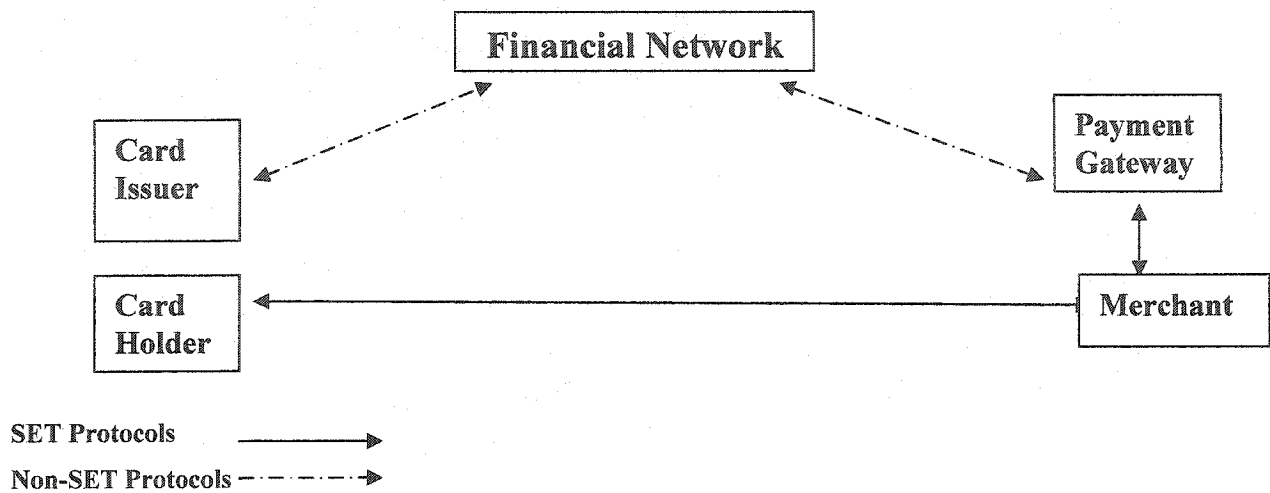 Financial Network
Card
Issuer
Payment
Gateway
Card
Holder
Merchant
SET Protocols
Non-SET Protocols